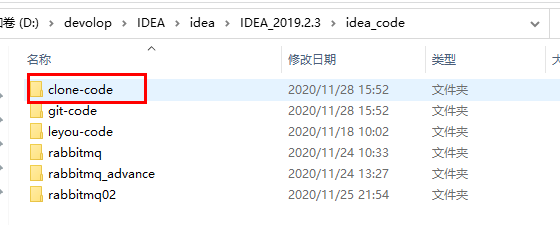 卷 (D:) > devolop > IDEA > idea > IDEA_2019.2.3 > idea_code
名称 修改日期 类型
clone-code 2020/11/28 15:52 文件夹
git-code 2020/11/28 15:52 文件夹
leyou-code 2020/11/18 10:02 文件夹
rabbitmq 2020/11/24 10:33 文件夹
rabbitmq_advance 2020/11/24 13:27 文件夹
rabbitmq02 2020/11/25 21:54 文件夹